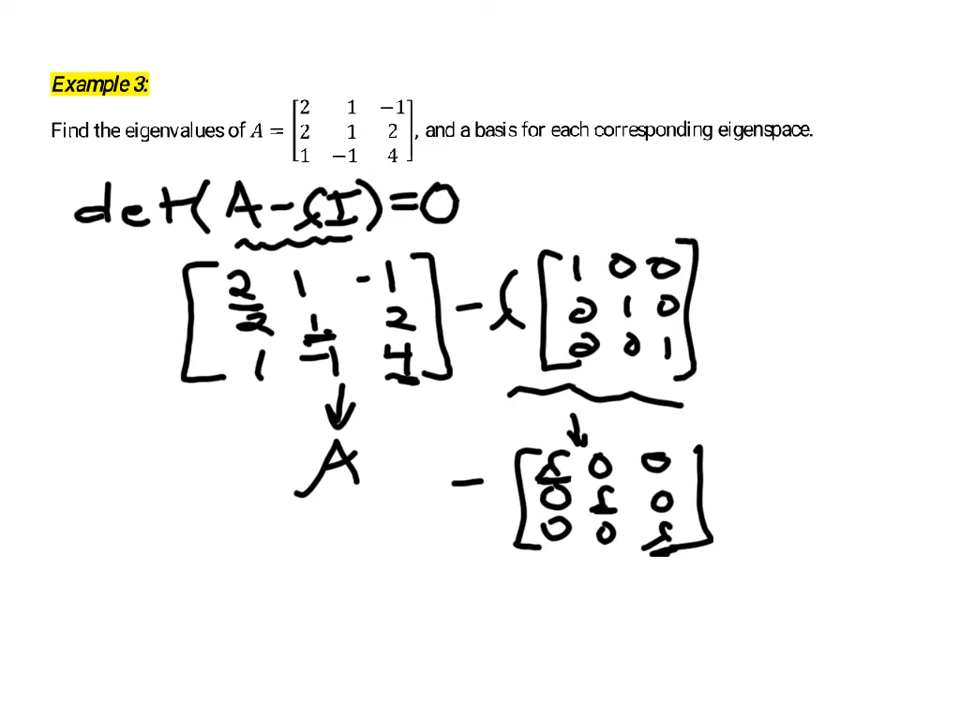 Example 3:
Find the eigenvalues of A = [2 1 −1; 2 1 2; 1 −1 4], and a basis for each corresponding eigenspace.
det(A - λI) = 0
[2 1 -1; 2 1 2; 1 -1 4] - λ[1 0 0; 0 1 0; 0 0 1]
↓ ↓
A - [λ 0 0; 0 λ 0; 0 0 λ]